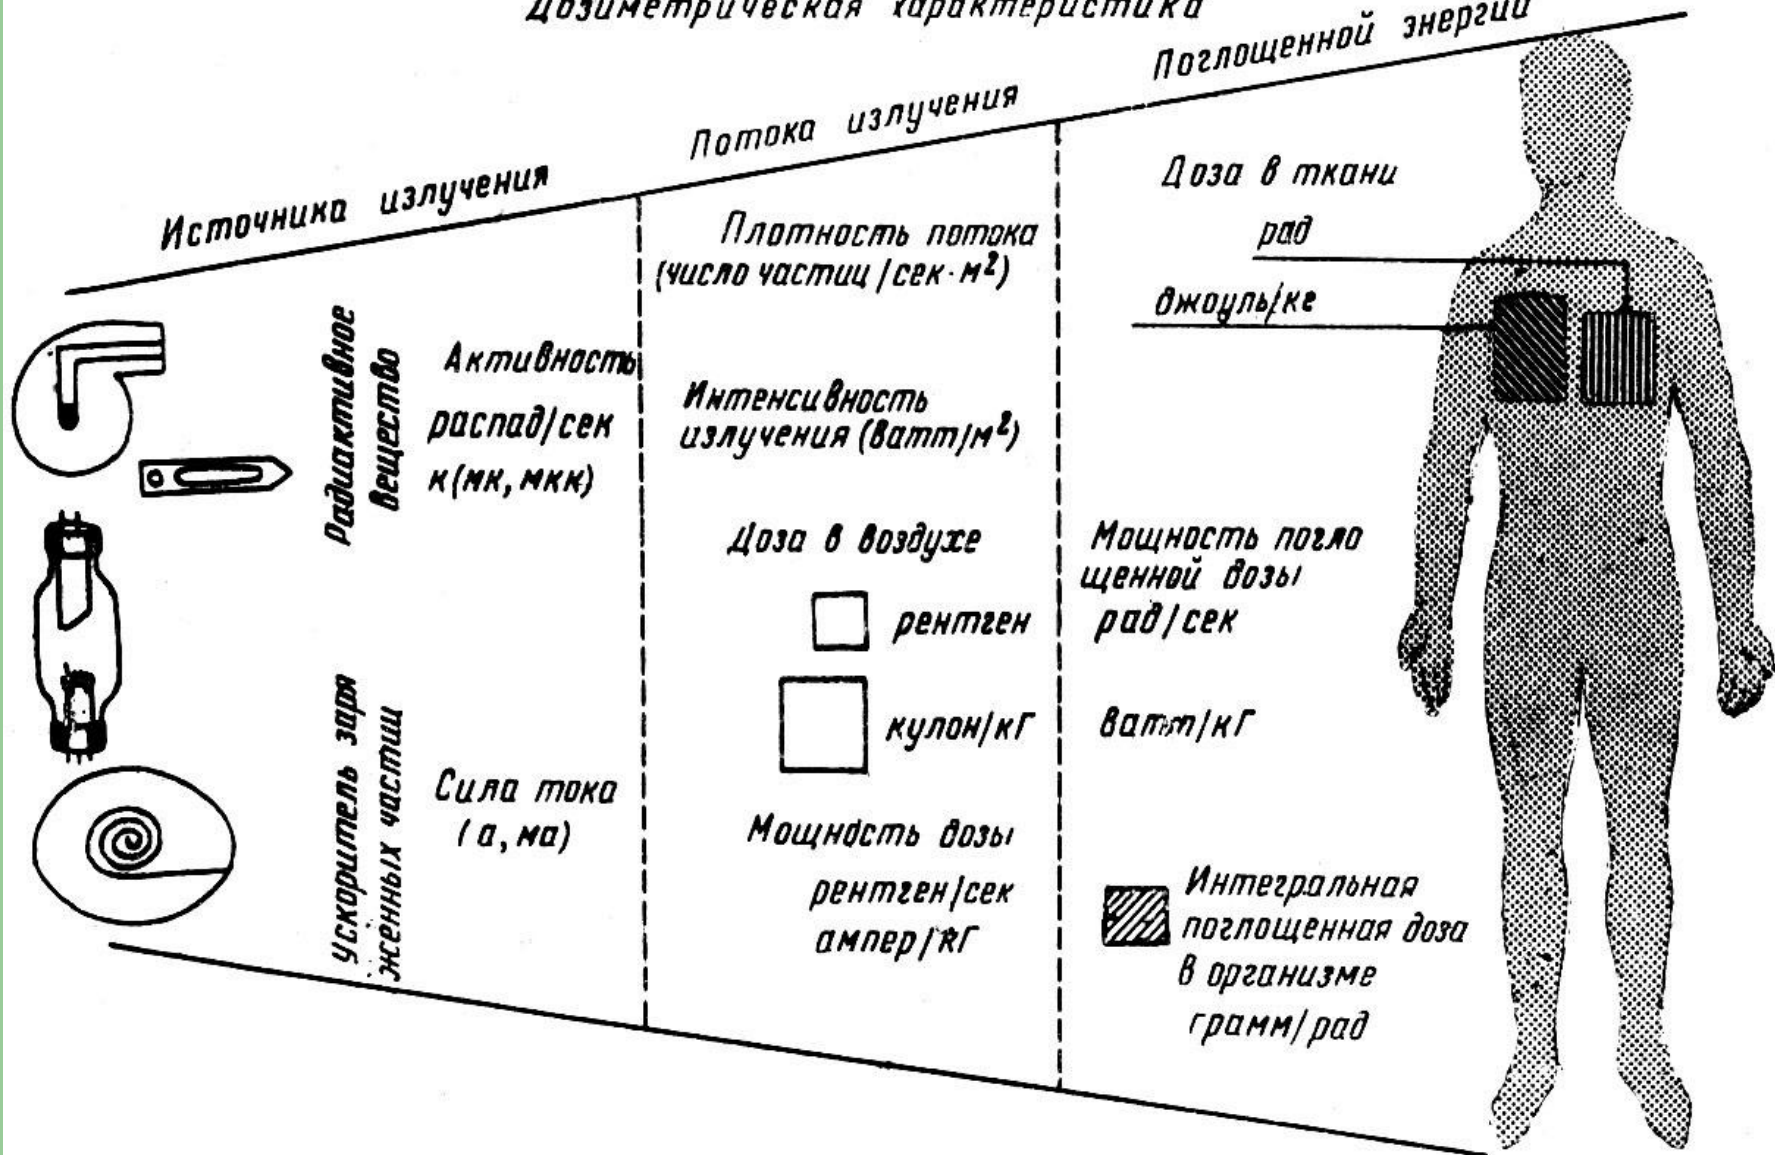 Дозиметрическая характеристика
Источника излучения
Потока излучения
Поглощенной энергии
Радиактивное
вещество
Активность
распад/сек
к(мк, мкк)
Ускоритель заря
женных частиц
Сила тока
(а, ма)
Плотность потока
(число частиц/сек·м²)
Интенсивность
излучения (ватт/м²)
Доза в воздухе
рентген
кулон/кГ
Мощность дозы
рентген/сек
ампер/кГ
Доза в ткани
рад
джоуль/кг
Мощность погло
щенной дозы
рад/сек
ватт/кГ
Интегральная
поглощенная доза
в организме
грамм/рад